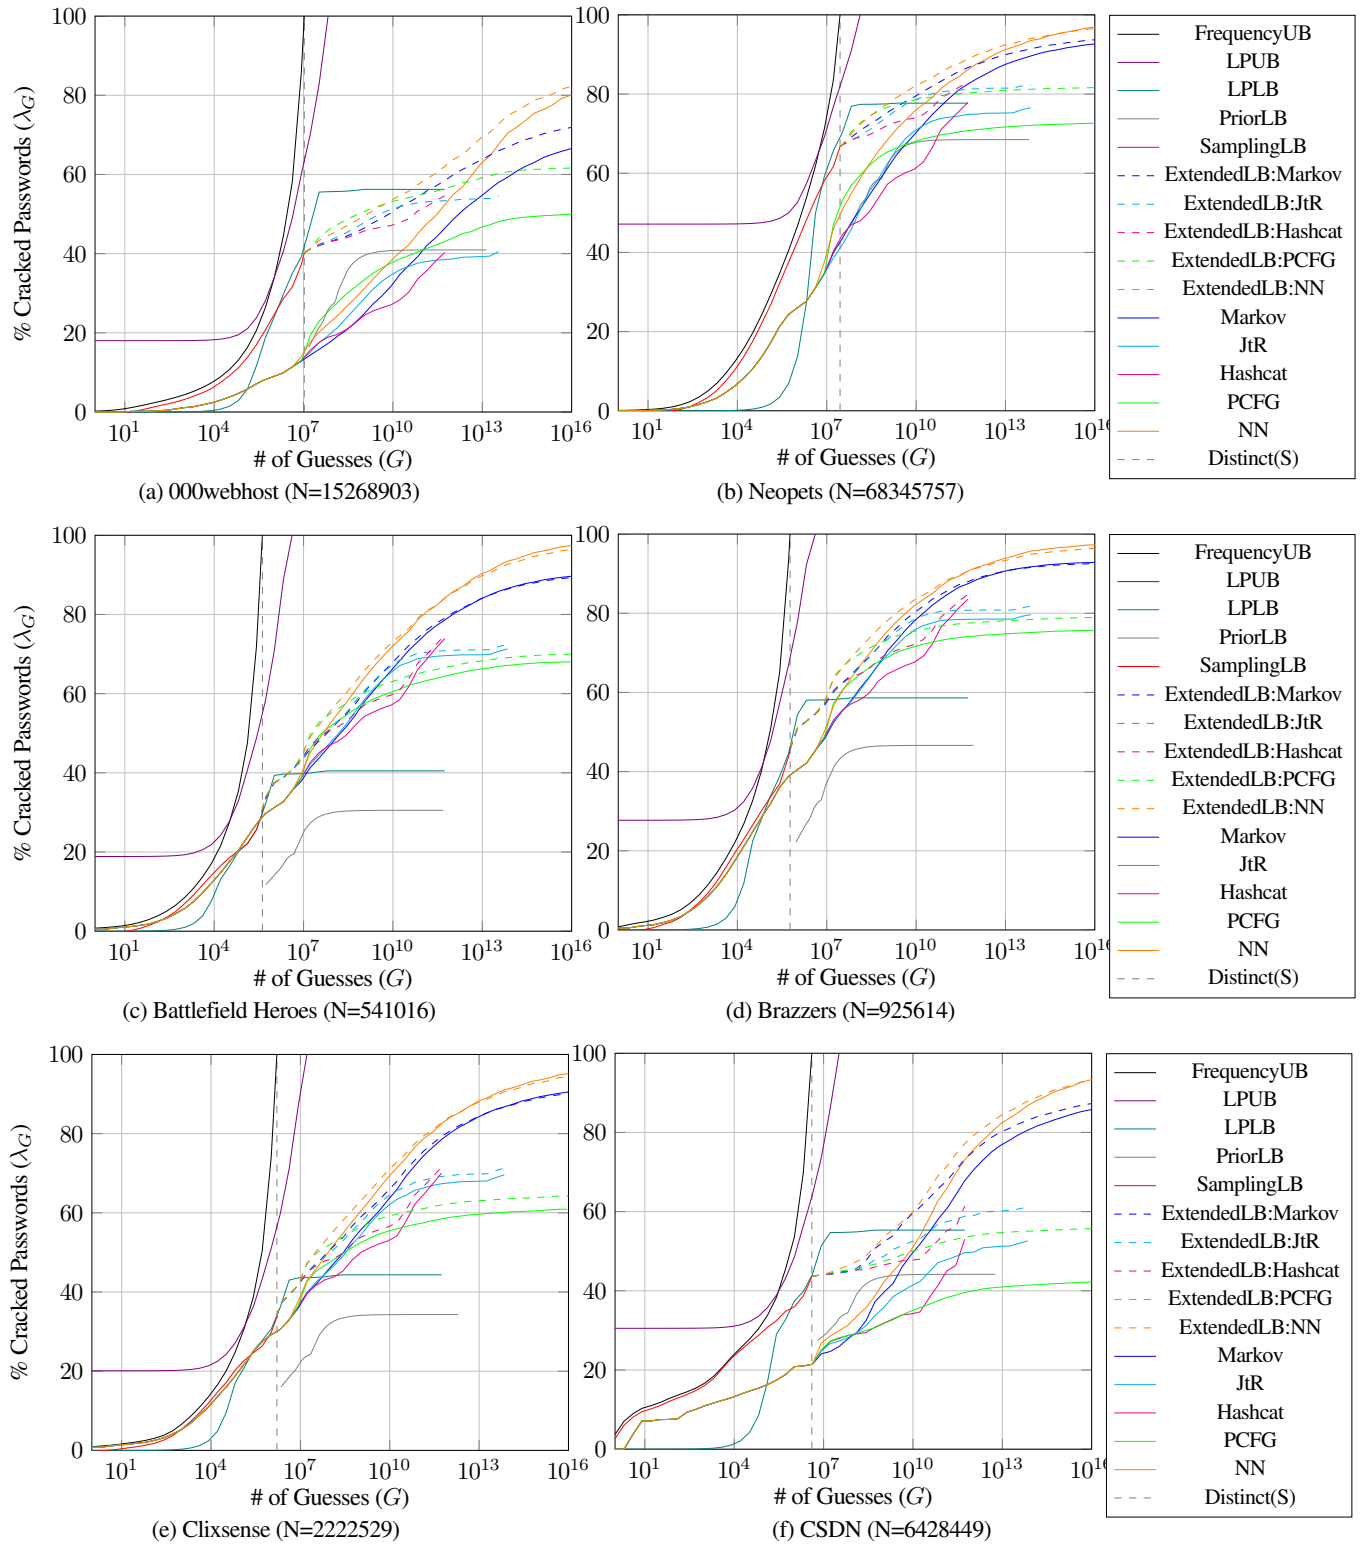 % Cracked Passwords (λG)
100
80
60
40
20
0
10^1
10^4
10^7
10^10
10^13
10^16
# of Guesses (G)
(a) 000webhost (N=15268903)
100
80
60
40
20
0
10^1
10^4
10^7
10^10
10^13
10^16
# of Guesses (G)
(b) Neopets (N=68345757)
FrequencyUB
LPUB
LPLB
PriorLB
SamplingLB
ExtendedLB:Markov
ExtendedLB:JtR
ExtendedLB:Hashcat
ExtendedLB:PCFG
ExtendedLB:NN
Markov
JtR
Hashcat
PCFG
NN
Distinct(S)
% Cracked Passwords (λG)
100
80
60
40
20
0
10^1
10^4
10^7
10^10
10^13
10^16
# of Guesses (G)
(c) Battlefield Heroes (N=541016)
100
80
60
40
20
0
10^1
10^4
10^7
10^10
10^13
10^16
# of Guesses (G)
(d) Brazzers (N=925614)
FrequencyUB
LPUB
LPLB
PriorLB
SamplingLB
ExtendedLB:Markov
ExtendedLB:JtR
ExtendedLB:Hashcat
ExtendedLB:PCFG
ExtendedLB:NN
Markov
JtR
Hashcat
PCFG
NN
Distinct(S)
% Cracked Passwords (λG)
100
80
60
40
20
0
10^1
10^4
10^7
10^10
10^13
10^16
# of Guesses (G)
(e) Clixsense (N=2222529)
100
80
60
40
20
0
10^1
10^4
10^7
10^10
10^13
10^16
# of Guesses (G)
(f) CSDN (N=6428449)
FrequencyUB
LPUB
LPLB
PriorLB
SamplingLB
ExtendedLB:Markov
ExtendedLB:JtR
ExtendedLB:Hashcat
ExtendedLB:PCFG
ExtendedLB:NN
Markov
JtR
Hashcat
PCFG
NN
Distinct(S)